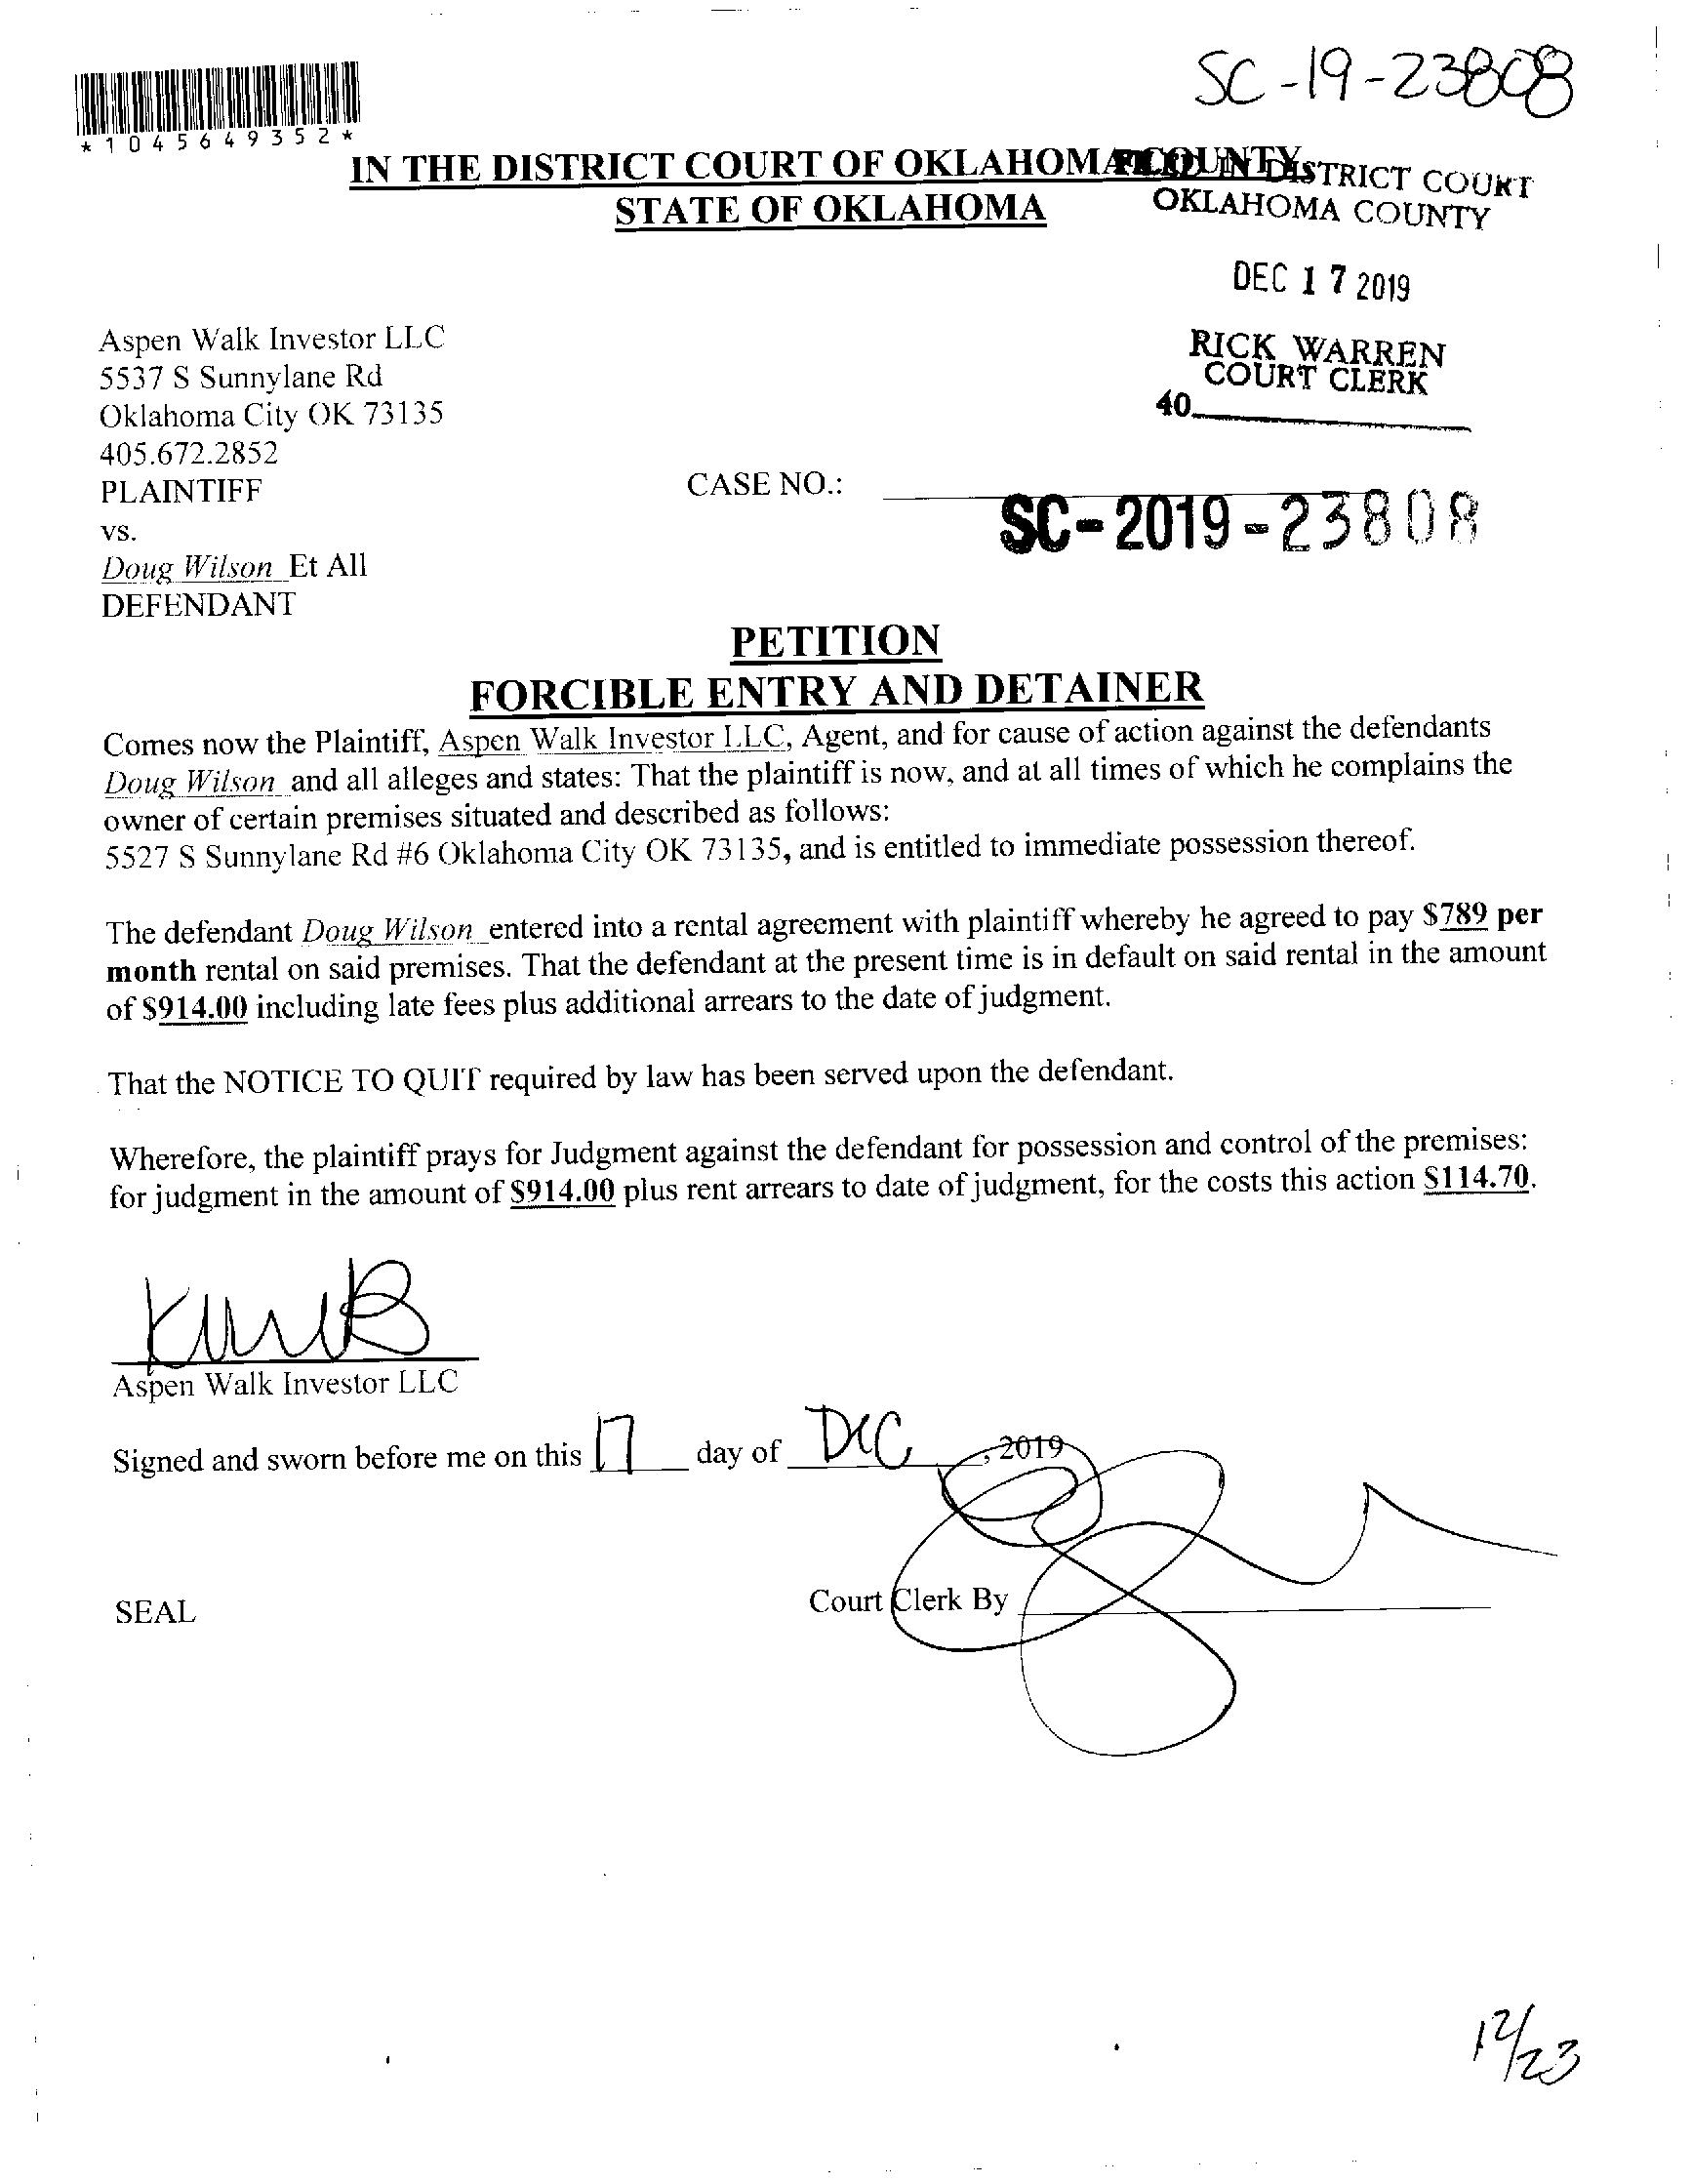 SC-19-23808
*1045649352*
IN THE DISTRICT COURT OF OKLAHOMA COUNTY
STATE OF OKLAHOMA
FILED IN DISTRICT COURT
OKLAHOMA COUNTY
DEC 17 2019
RICK WARREN
COURT CLERK
40
Aspen Walk Investor LLC
5537 S Sunnylane Rd
Oklahoma City OK 73135
405.672.2852
PLAINTIFF
CASE NO.:
SC-2019-23808
vs.
Doug Wilson Et All
DEFENDANT
PETITION
FORCIBLE ENTRY AND DETAINER
Comes now the Plaintiff, Aspen Walk Investor LLC, Agent, and for cause of action against the defendants
Doug Wilson and all alleges and states: That the plaintiff is now, and at all times of which he complains the
owner of certain premises situated and described as follows:
5527 S Sunnylane Rd #6 Oklahoma City OK 73135, and is entitled to immediate possession thereof.
The defendant Doug Wilson entered into a rental agreement with plaintiff whereby he agreed to pay $789 per
month rental on said premises. That the defendant at the present time is in default on said rental in the amount
of $914.00 including late fees plus additional arrears to the date of judgment.
That the NOTICE TO QUIT required by law has been served upon the defendant.
Wherefore, the plaintiff prays for Judgment against the defendant for possession and control of the premises:
for judgment in the amount of $914.00 plus rent arrears to date of judgment, for the costs this action $114.70.
Aspen Walk Investor LLC
Signed and sworn before me on this 17 day of DEC, 2019
SEAL
Court Clerk By
12/23